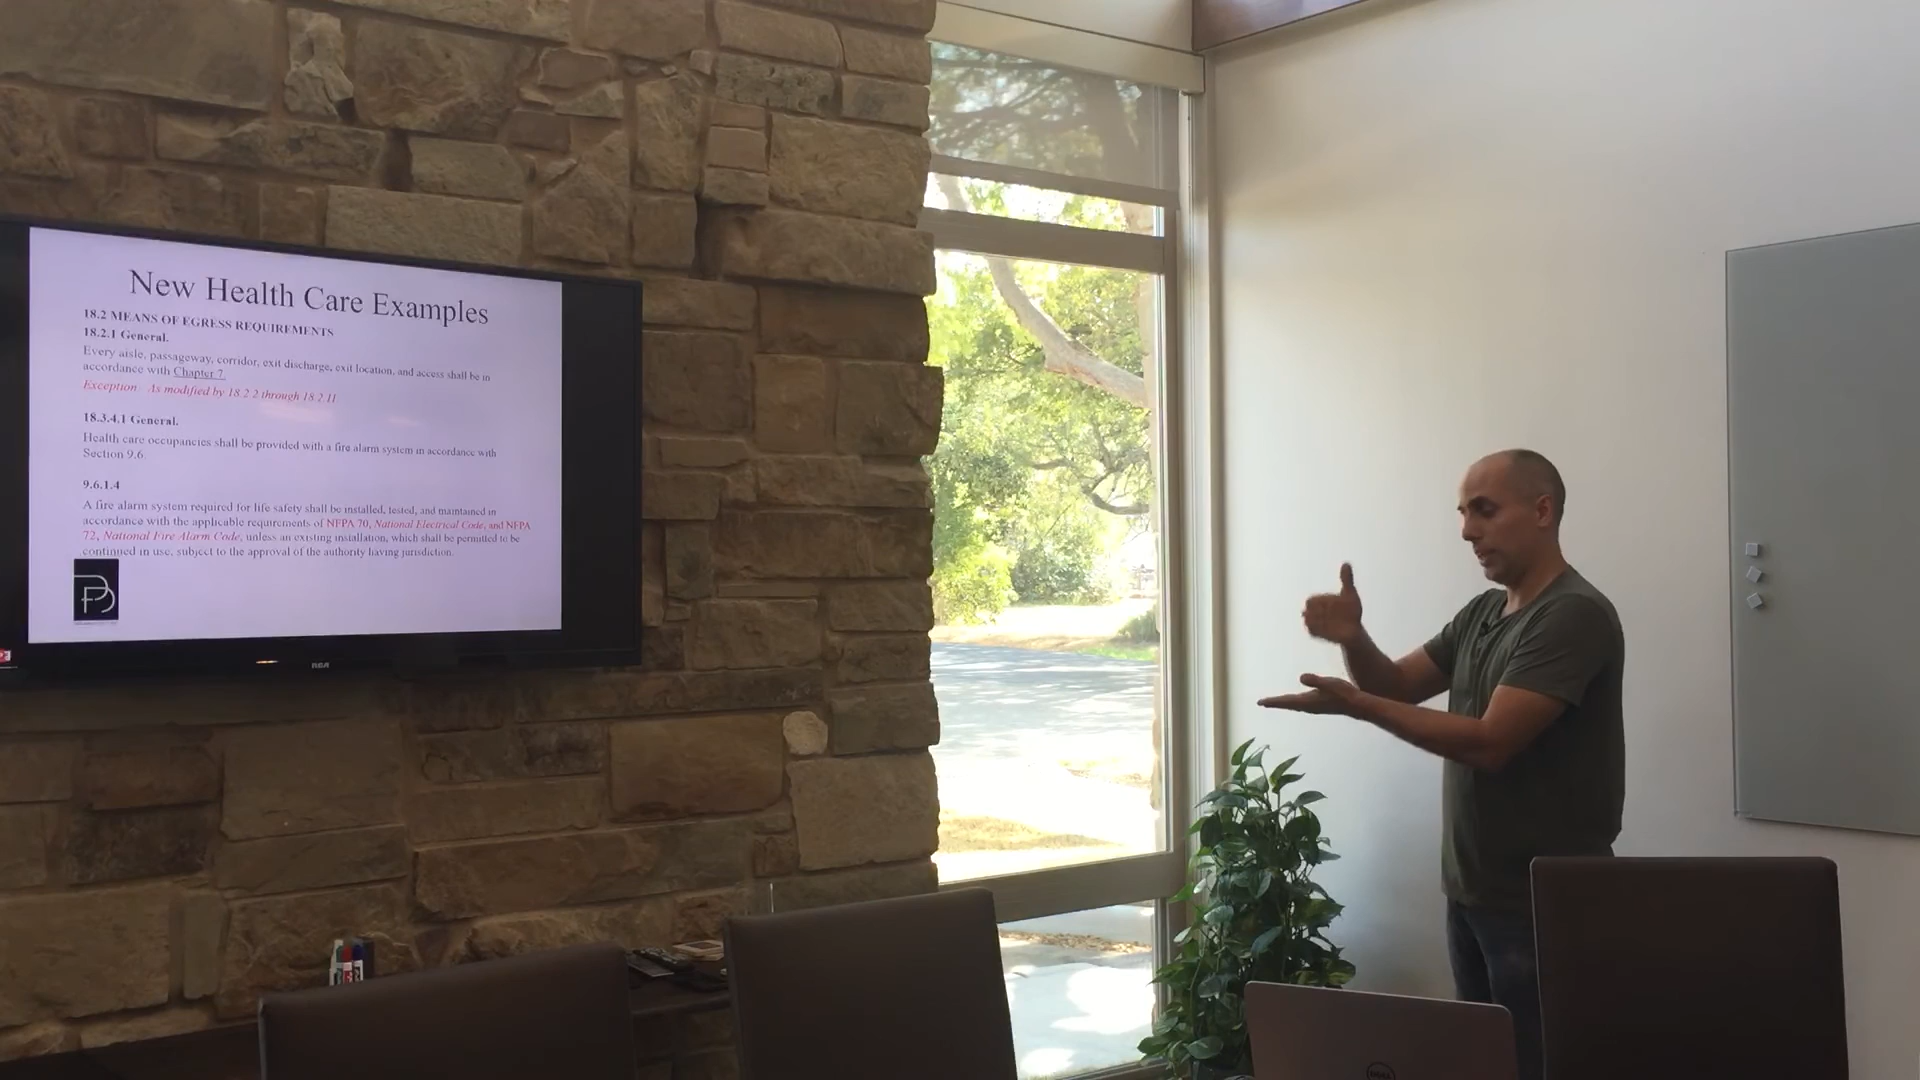 New Health Care Examples
18.2 MEANS OF EGRESS REQUIREMENTS
18.2.1 General.
Every aisle, passageway, corridor, exit discharge, exit location, and access shall be in
accordance with Chapter 7.
Exception: As modified by 18.2.2 through 18.2.11
18.3.4.1 General.
Health care occupancies shall be provided with a fire alarm system in accordance with
Section 9.6.
9.6.1.4
A fire alarm system required for life safety shall be installed, tested, and maintained in
accordance with the applicable requirements of NFPA 70, National Electrical Code, and NFPA
72, National Fire Alarm Code, unless an existing installation, which shall be permitted to be
continued in use, subject to the approval of the authority having jurisdiction.
RCA
DELL